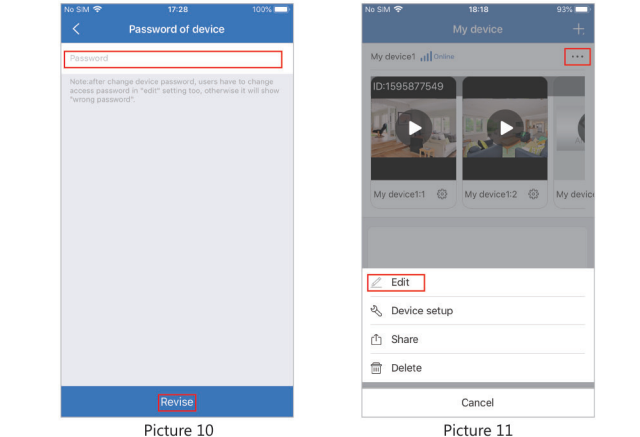 No SIM 17:28 100%
Password of device
Password
Note:after change device password, users have to change
access password in "edit" setting too, otherwise it will show
"wrong password".
Revise
Picture 10
No SIM 18:18 93%
My device
My device1 Online
ID:1595877549
My device1:1 My device1:2 My device
Edit
Device setup
Share
Delete
Cancel
Picture 11